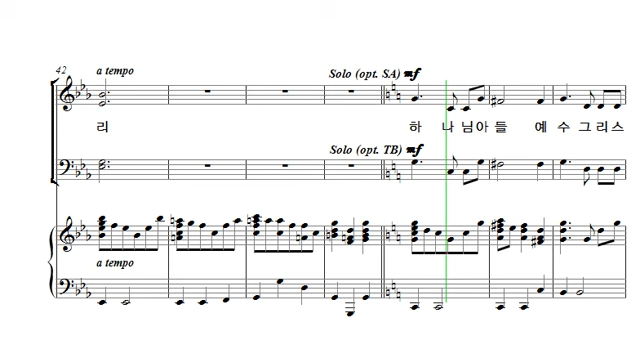 42
a tempo
Solo (opt. SA) mf
리 하 나 님아 들 예 수 그 리 스
Solo (opt. TB) mf
a tempo